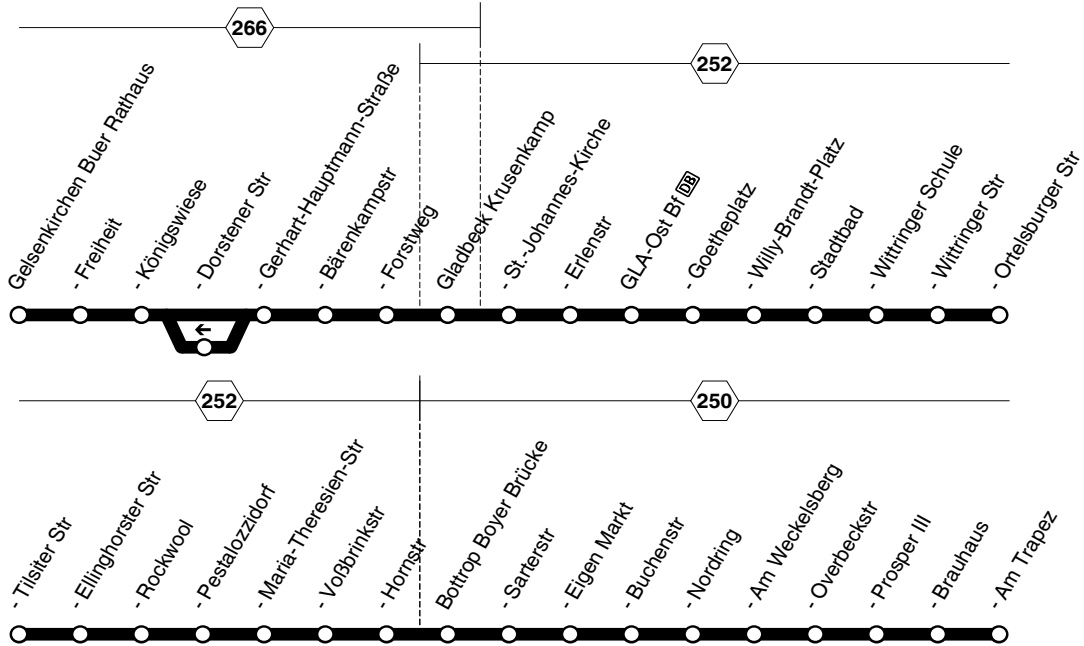 266
252
Gelsenkirchen Buer Rathaus
- Freiheit
- Königswiese
- Dorstener Str
- Gerhart-Hauptmann-Straße
- Bärenkampstr
- Forstweg
Gladbeck Krusenkamp
- St.-Johannes-Kirche
- Erlenstr
GLA-Ost Bf DB
- Goetheplatz
- Willy-Brandt-Platz
- Stadtbad
- Wittringer Schule
- Wittringer Str
- Ortelsburger Str
252
250
- Tilsiter Str
- Ellinghorster Str
- Rockwool
- Pestalozzidorf
- Maria-Theresien-Str
- Voßbrinkstr
- Hornstr
Bottrop Boyer Brücke
- Sarterstr
- Eigen Markt
- Buchenstr
- Nordring
- Am Weckelsberg
- Overbeckstr
- Prosper III
- Brauhaus
- Am Trapez